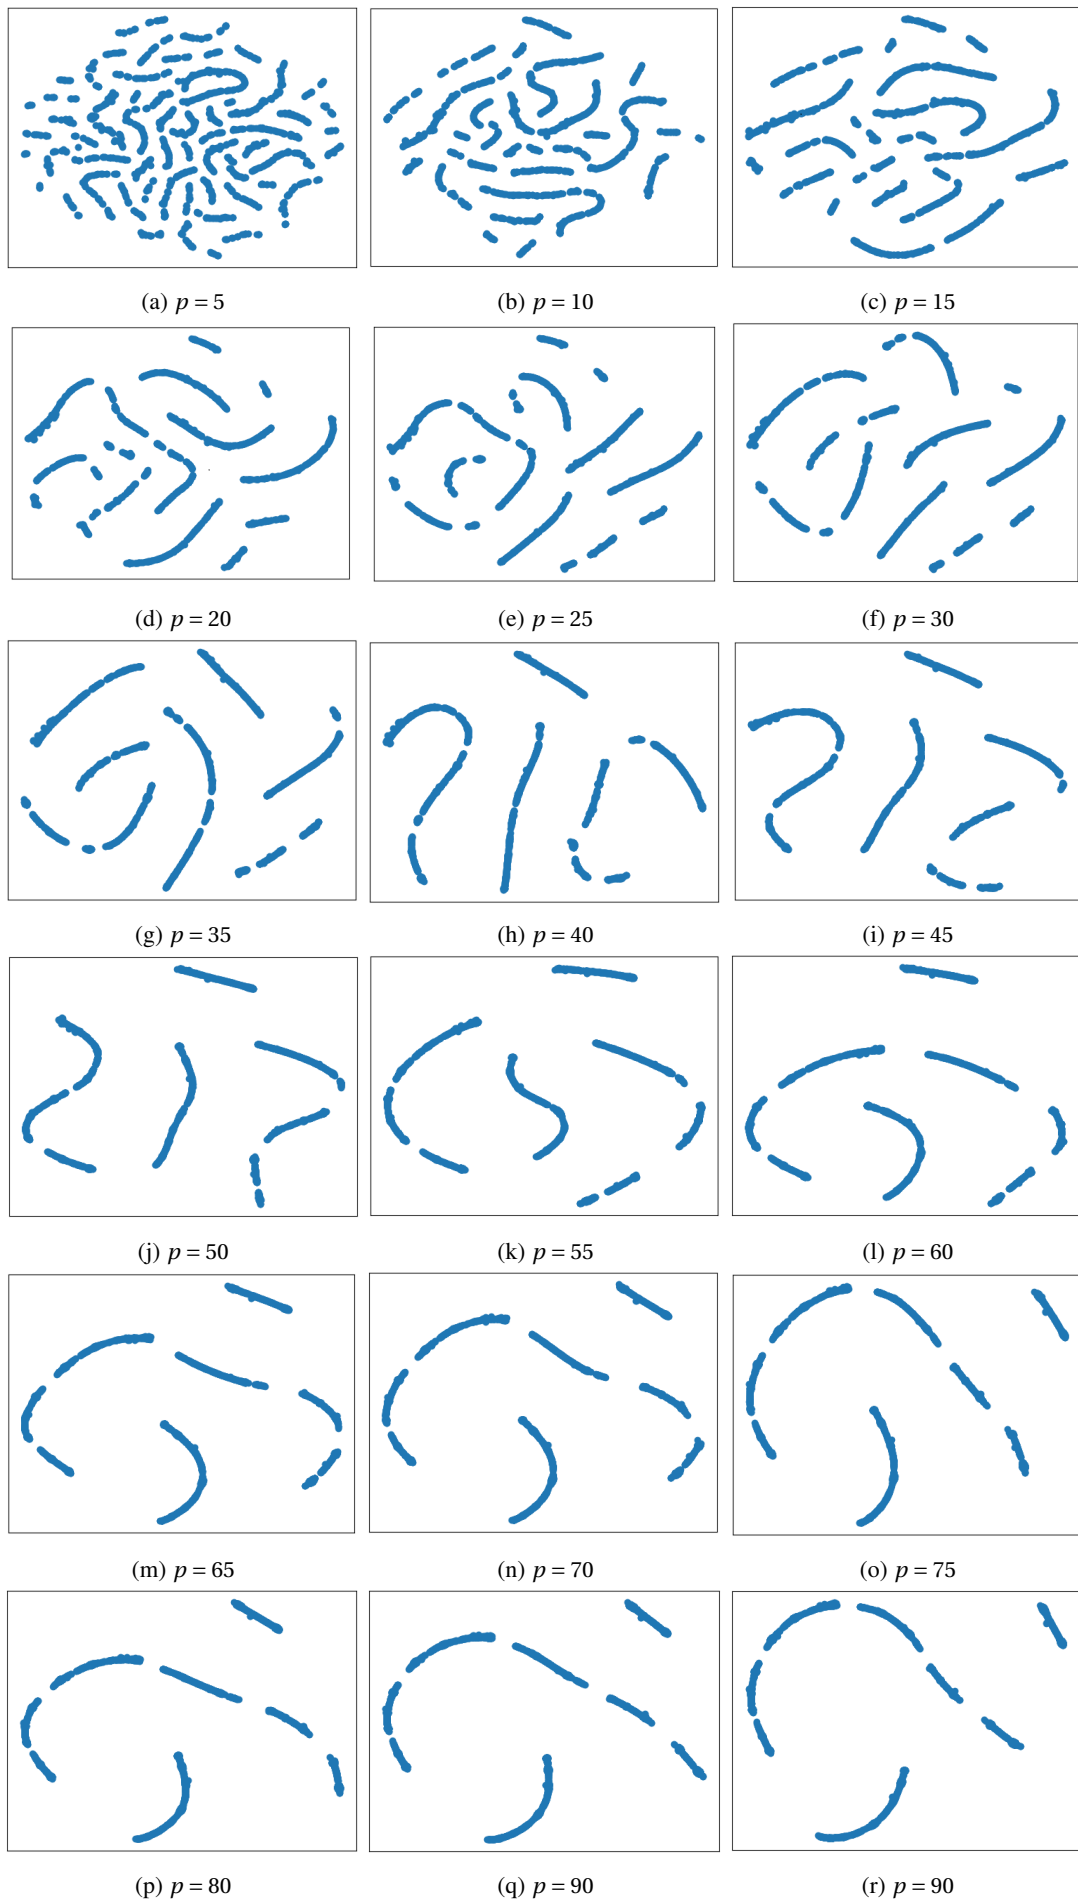 (a) p = 5 (b) p = 10 (c) p = 15
(d) p = 20 (e) p = 25 (f) p = 30
(g) p = 35 (h) p = 40 (i) p = 45
(j) p = 50 (k) p = 55 (l) p = 60
(m) p = 65 (n) p = 70 (o) p = 75
(p) p = 80 (q) p = 90 (r) p = 90